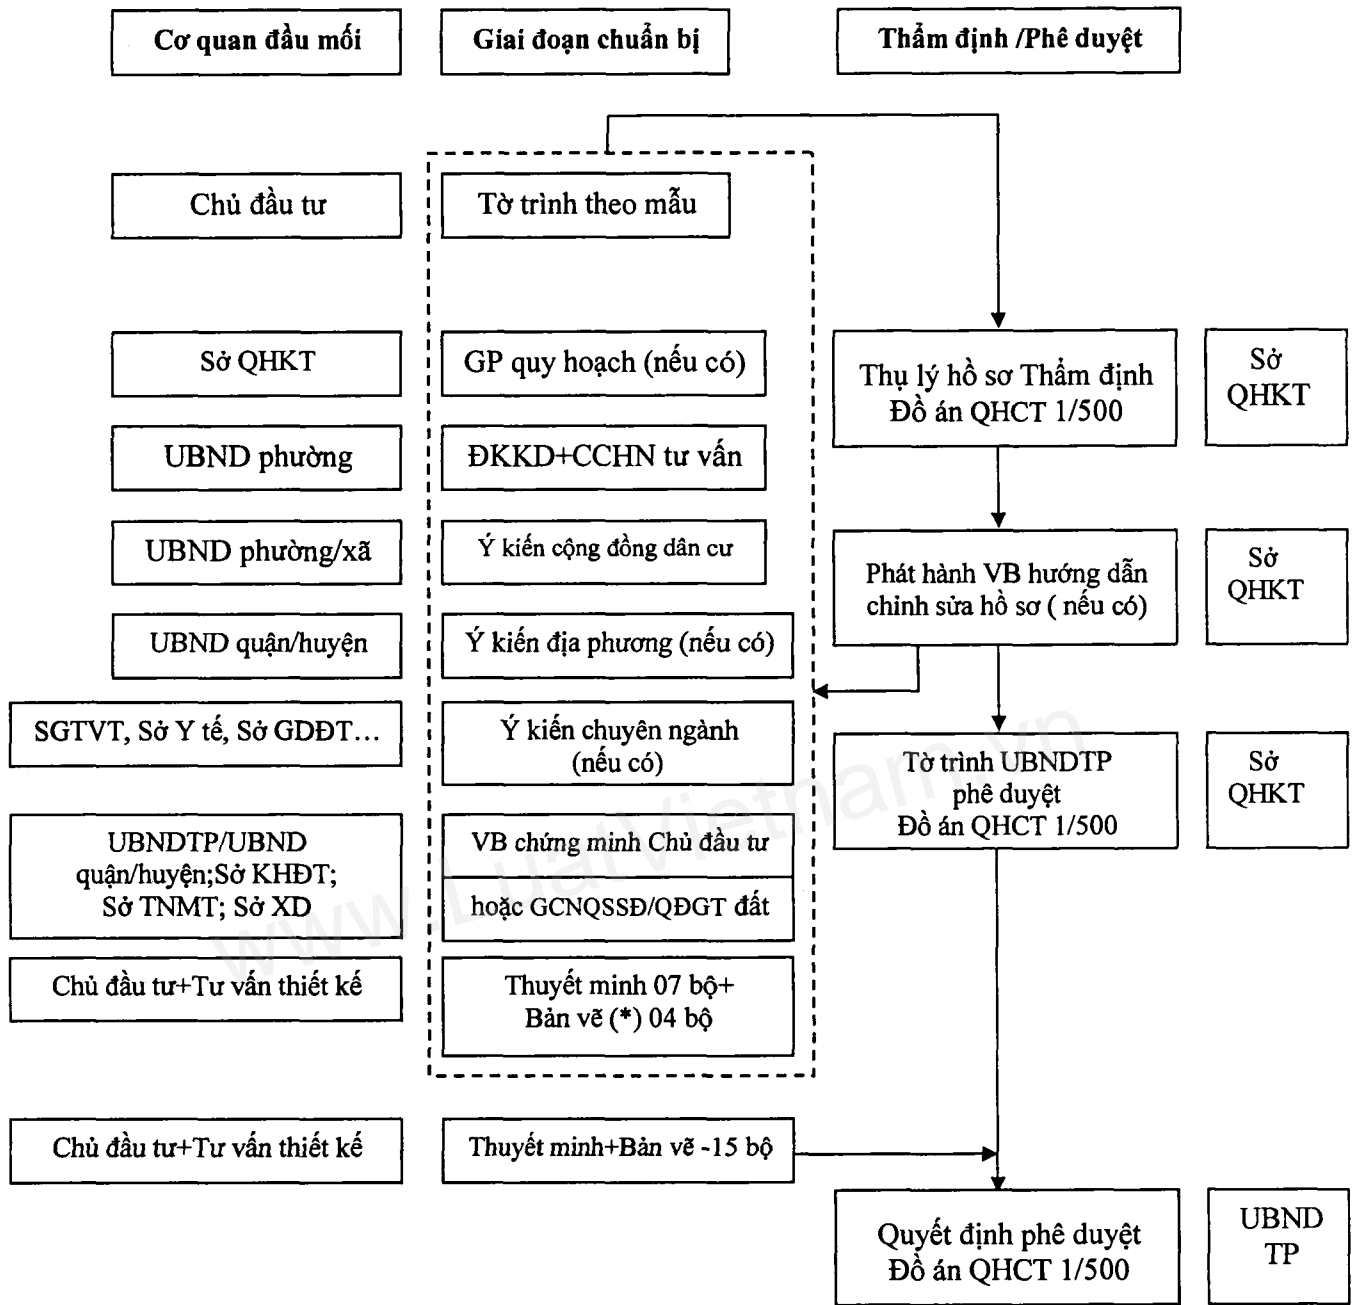 Cơ quan đầu mối
Giai đoạn chuẩn bị
Thẩm định /Phê duyệt
Chủ đầu tư
Tờ trình theo mẫu
Sở QHKT
GP quy hoạch (nếu có)
Thụ lý hồ sơ Thẩm định
Đồ án QHCT 1/500
Sở
QHKT
UBND phường
ĐKKD+CCHN tư vấn
UBND phường/xã
Ý kiến cộng đồng dân cư
Phát hành VB hướng dẫn
chỉnh sửa hồ sơ ( nếu có)
Sở
QHKT
UBND quận/huyện
Ý kiến địa phương (nếu có)
SGTVT, Sở Y tế, Sở GDĐT...
Ý kiến chuyên ngành
(nếu có)
Tờ trình UBNDTP
phê duyệt
Đồ án QHCT 1/500
Sở
QHKT
UBNDTP/UBND
quận/huyện;Sở KHĐT;
Sở TNMT; Sở XD
VB chứng minh Chủ đầu tư
hoặc GCNQSSĐ/QĐGT đất
Chủ đầu tư+Tư vấn thiết kế
Thuyết minh 07 bộ+
Bản vẽ (*) 04 bộ
Chủ đầu tư+Tư vấn thiết kế
Thuyết minh+Bản vẽ -15 bộ
Quyết định phê duyệt
Đồ án QHCT 1/500
UBND
TP
www.LuatVietnam.vn